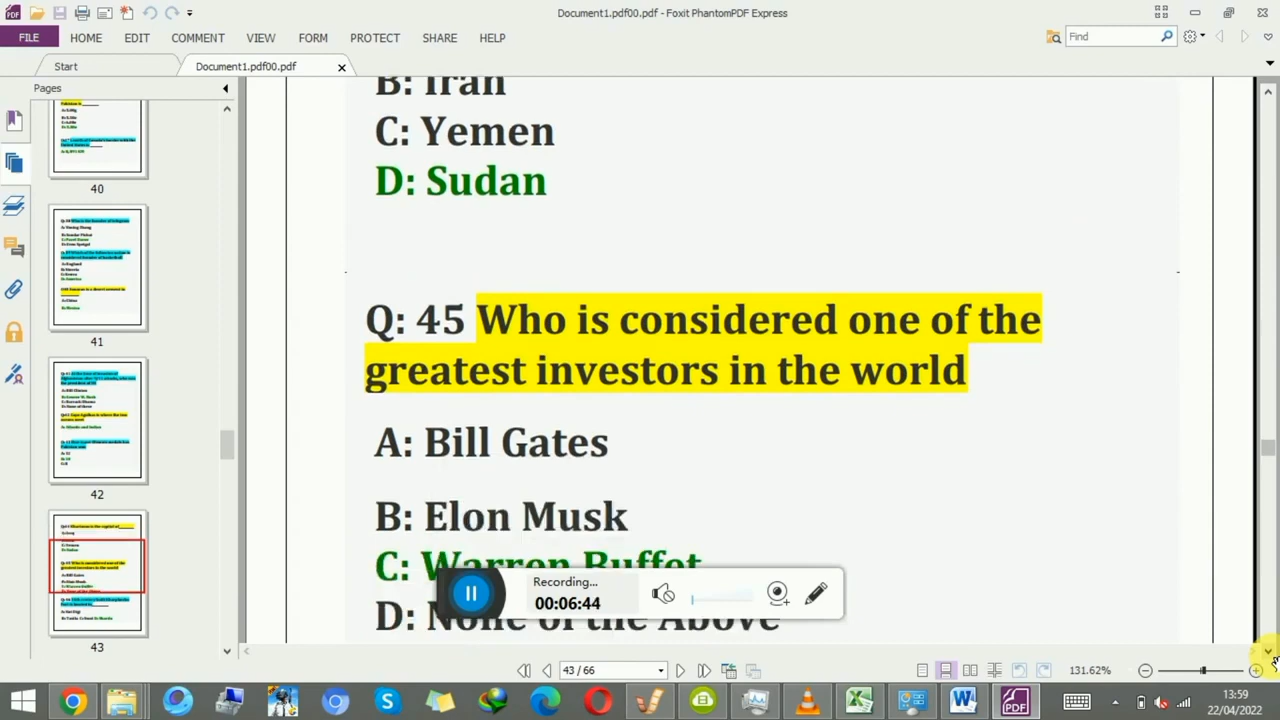 Document1.pdf00.pdf - Foxit PhantomPDF Express
FILE HOME EDIT COMMENT VIEW FORM PROTECT SHARE HELP
Find
Start
Document1.pdf00.pdf
Pages
40
41
42
43
B: Iran
C: Yemen
D: Sudan
Q: 45 Who is considered one of the
greatest investors in the world
A: Bill Gates
B: Elon Musk
C: Warren Buffet
D: None of the Above
Recording...
00:06:44
43 / 66
131.62%
13:59
22/04/2022